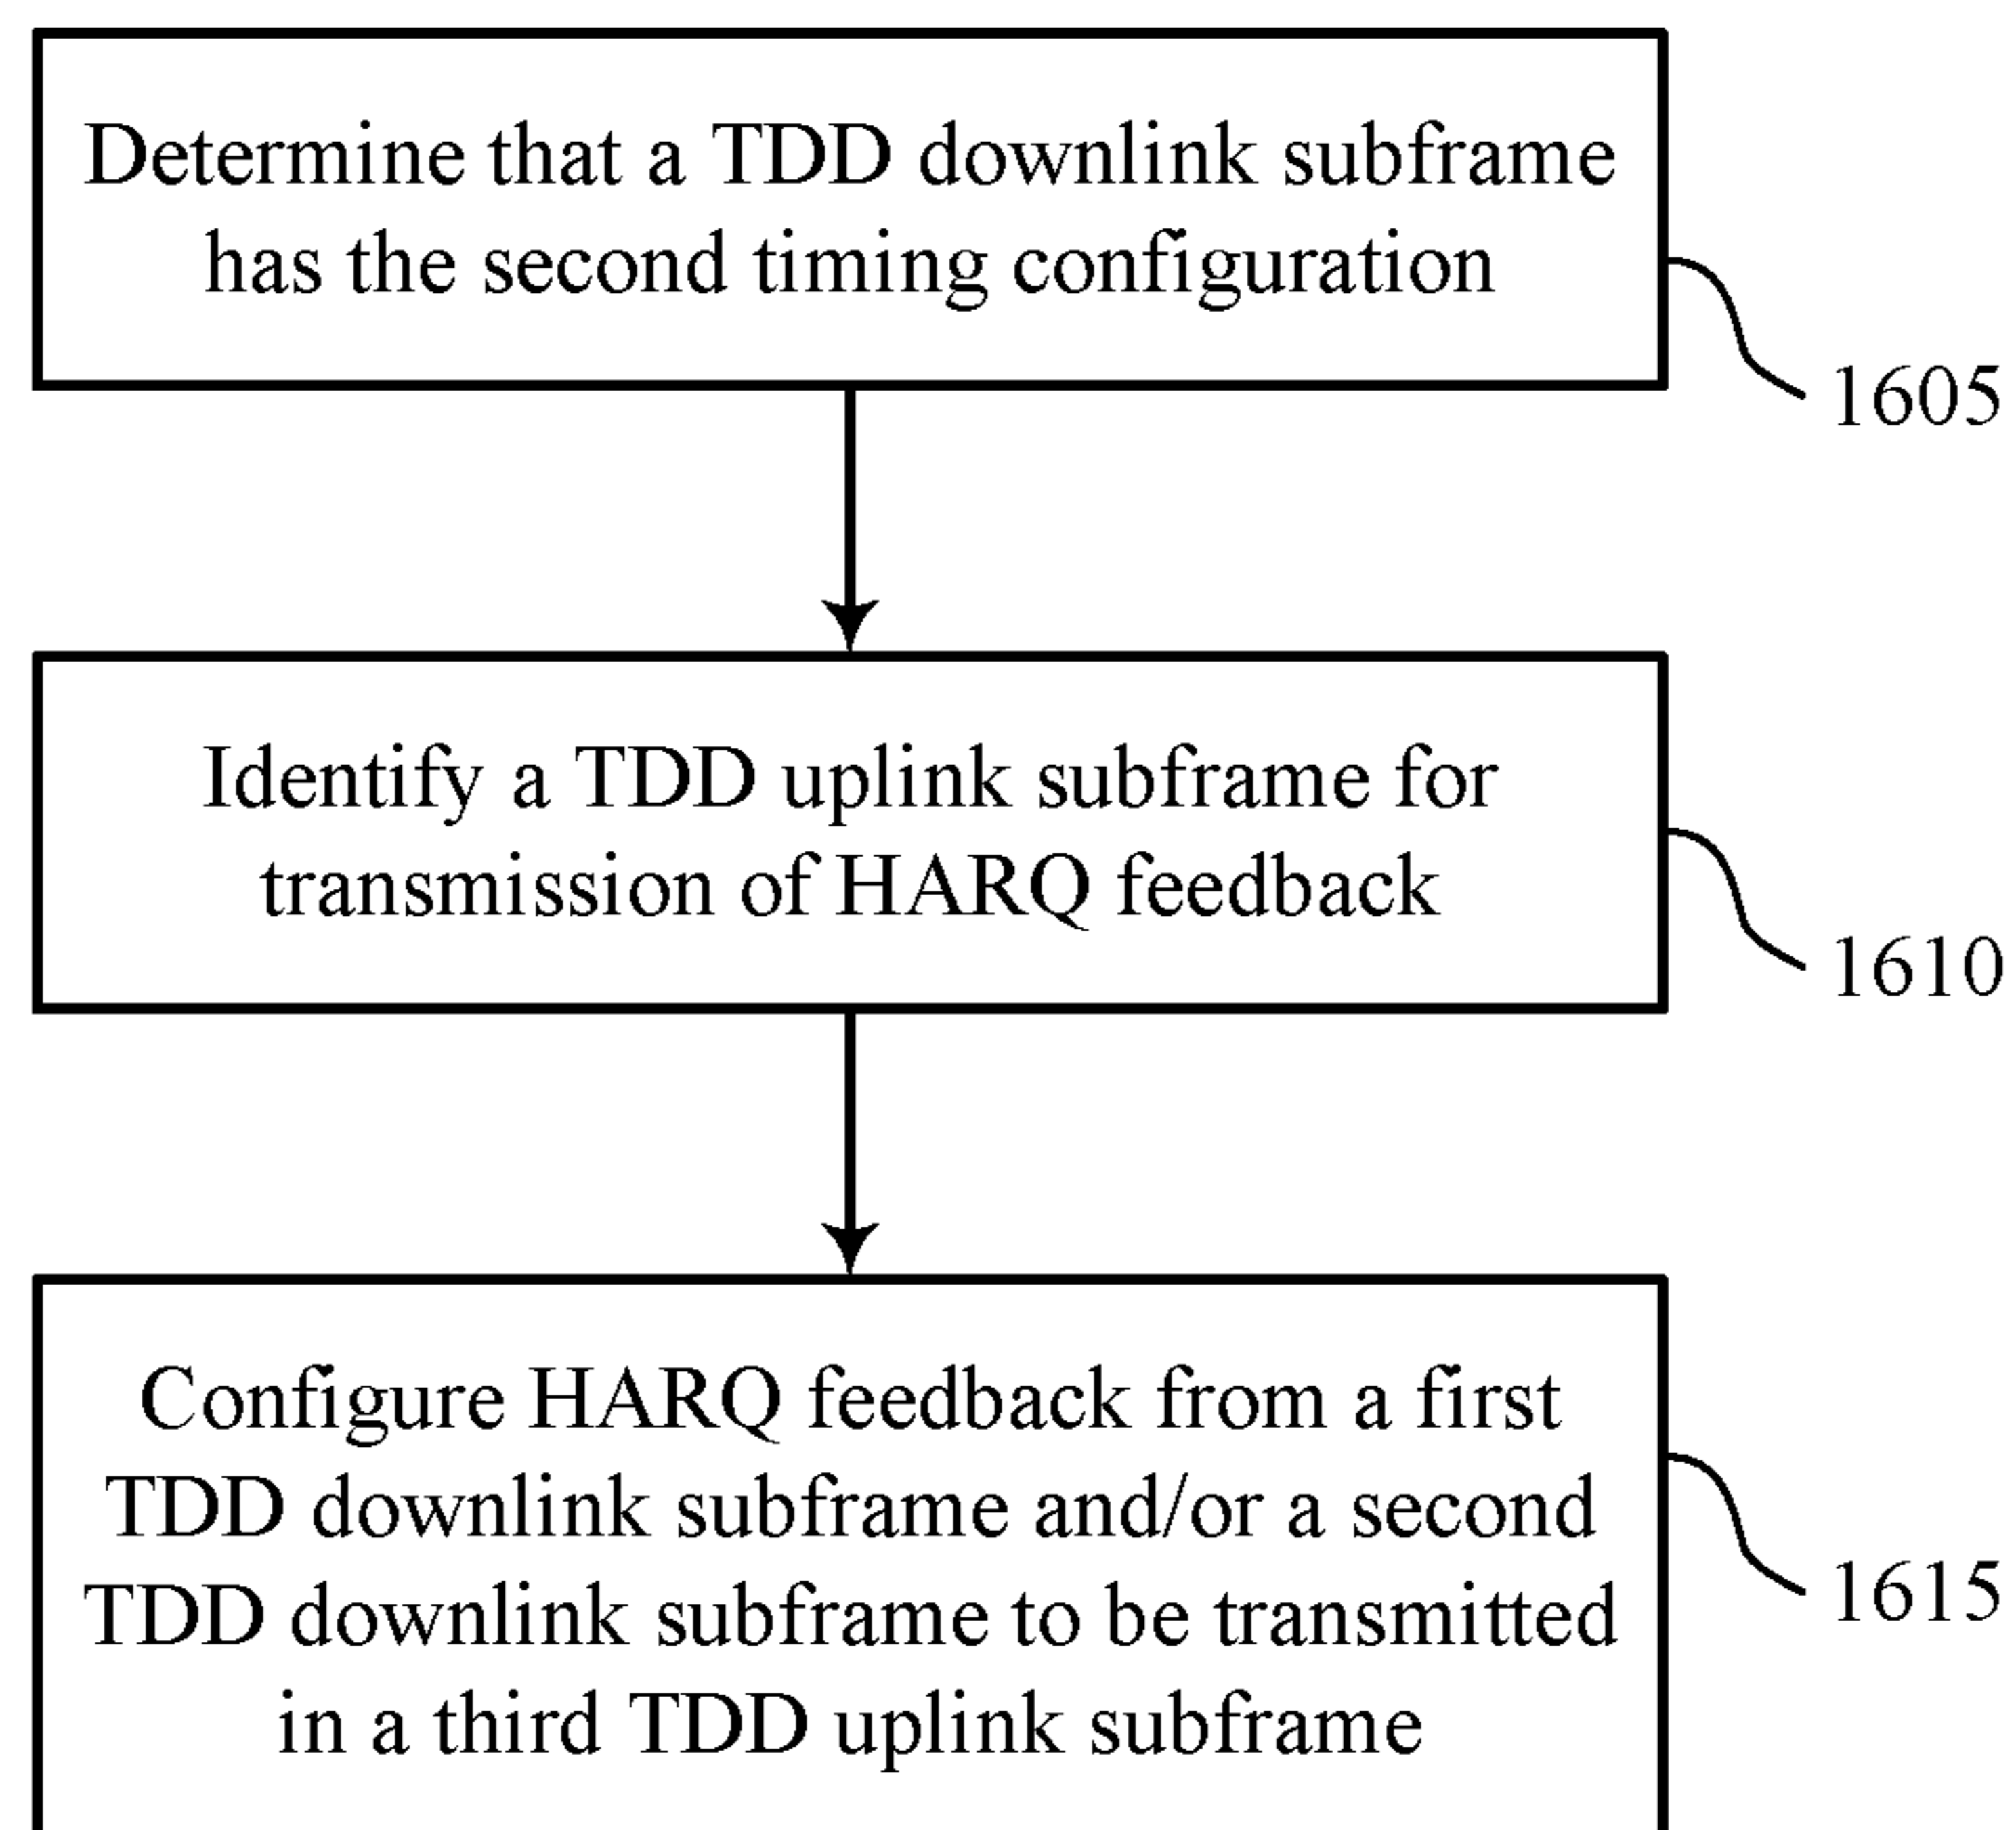 Determine that a TDD downlink subframe
has the second timing configuration
1605
Identify a TDD uplink subframe for
transmission of HARQ feedback
1610
Configure HARQ feedback from a first
TDD downlink subframe and/or a second
TDD downlink subframe to be transmitted
in a third TDD uplink subframe
1615